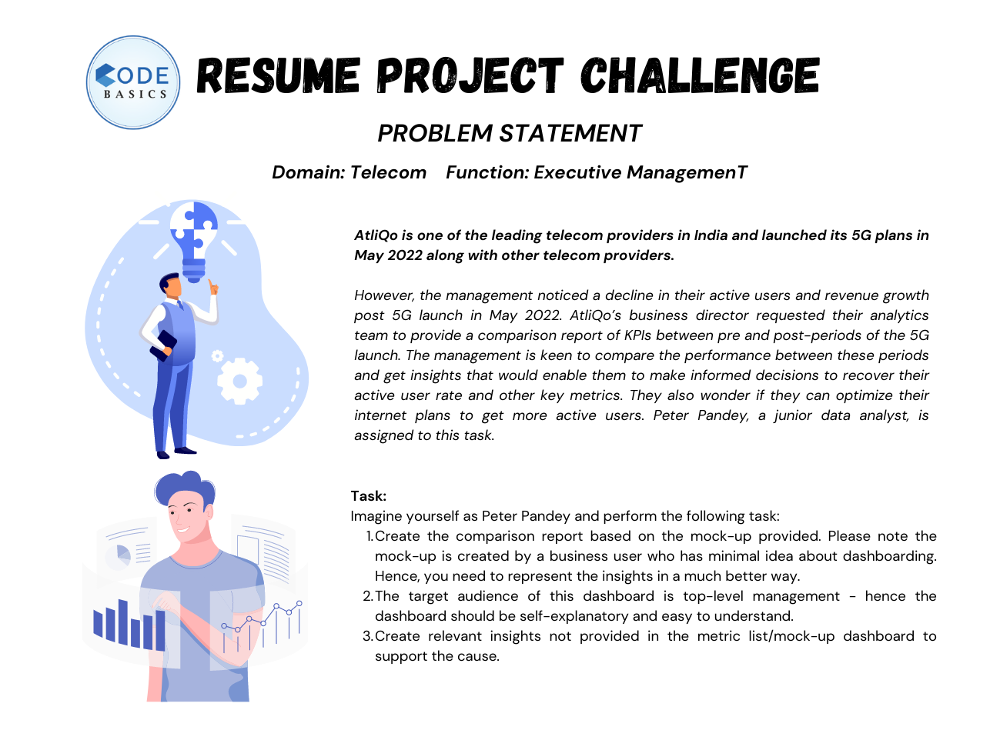 CODE
BASICS
RESUME PROJECT CHALLENGE
PROBLEM STATEMENT
Domain: Telecom Function: Executive ManagemenT
AtliQo is one of the leading telecom providers in India and launched its 5G plans in
May 2022 along with other telecom providers.
However, the management noticed a decline in their active users and revenue growth
post 5G launch in May 2022. AtliQo’s business director requested their analytics
team to provide a comparison report of KPIs between pre and post-periods of the 5G
launch. The management is keen to compare the performance between these periods
and get insights that would enable them to make informed decisions to recover their
active user rate and other key metrics. They also wonder if they can optimize their
internet plans to get more active users. Peter Pandey, a junior data analyst, is
assigned to this task.
Task:
Imagine yourself as Peter Pandey and perform the following task:
1. Create the comparison report based on the mock-up provided. Please note the
mock-up is created by a business user who has minimal idea about dashboarding.
Hence, you need to represent the insights in a much better way.
2. The target audience of this dashboard is top-level management - hence the
dashboard should be self-explanatory and easy to understand.
3. Create relevant insights not provided in the metric list/mock-up dashboard to
support the cause.